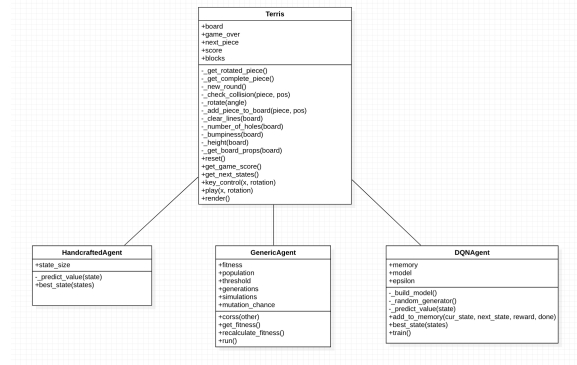 Terris
+board
+game_over
+next_piece
+score
+blocks
-_get_rotated_piece()
-_get_complete_piece()
-_new_round()
-_check_collision(piece, pos)
-_rotate(angle)
-_add_piece_to_board(piece, pos)
-_clear_lines(board)
-_number_of_holes(board)
-_bumpiness(board)
-_height(board)
-_get_board_props(board)
+reset()
+get_game_score()
+get_next_states()
+key_control(x, rotation)
+play(x, rotation)
+render()
HandcraftedAgent
+state_size
-_predict_value(state)
+best_state(states)
GenericAgent
+fitness
+population
+threshold
+generations
+simulations
+mutation_chance
+corss(other)
+get_fitness()
+recalculate_fitness()
+run()
DQNAgent
+memory
+model
+epsilon
-_build_model()
-_random_generator()
-_predict_value(state)
+add_to_memory(cur_state, next_state, reward, done)
+best_state(states)
+train()